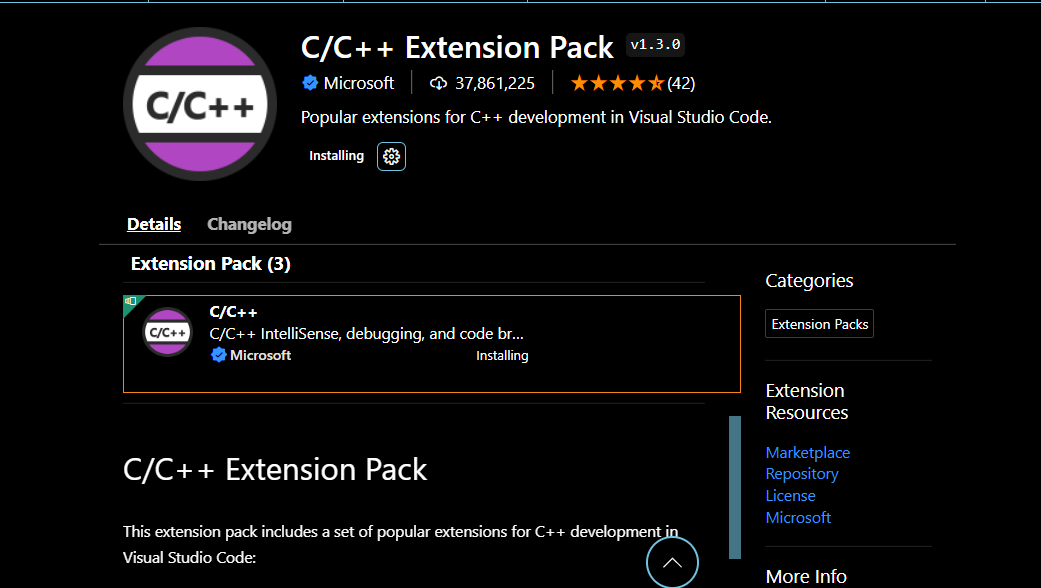 C/C++ Extension Pack v1.3.0
Microsoft 37,861,225 (42)
Popular extensions for C++ development in Visual Studio Code.
Installing
C/C++
Details Changelog
Extension Pack (3)
C/C++
C/C++
C/C++ IntelliSense, debugging, and code br...
Microsoft Installing
C/C++ Extension Pack
This extension pack includes a set of popular extensions for C++ development in
Visual Studio Code:
Categories
Extension Packs
Extension
Resources
Marketplace
Repository
License
Microsoft
More Info